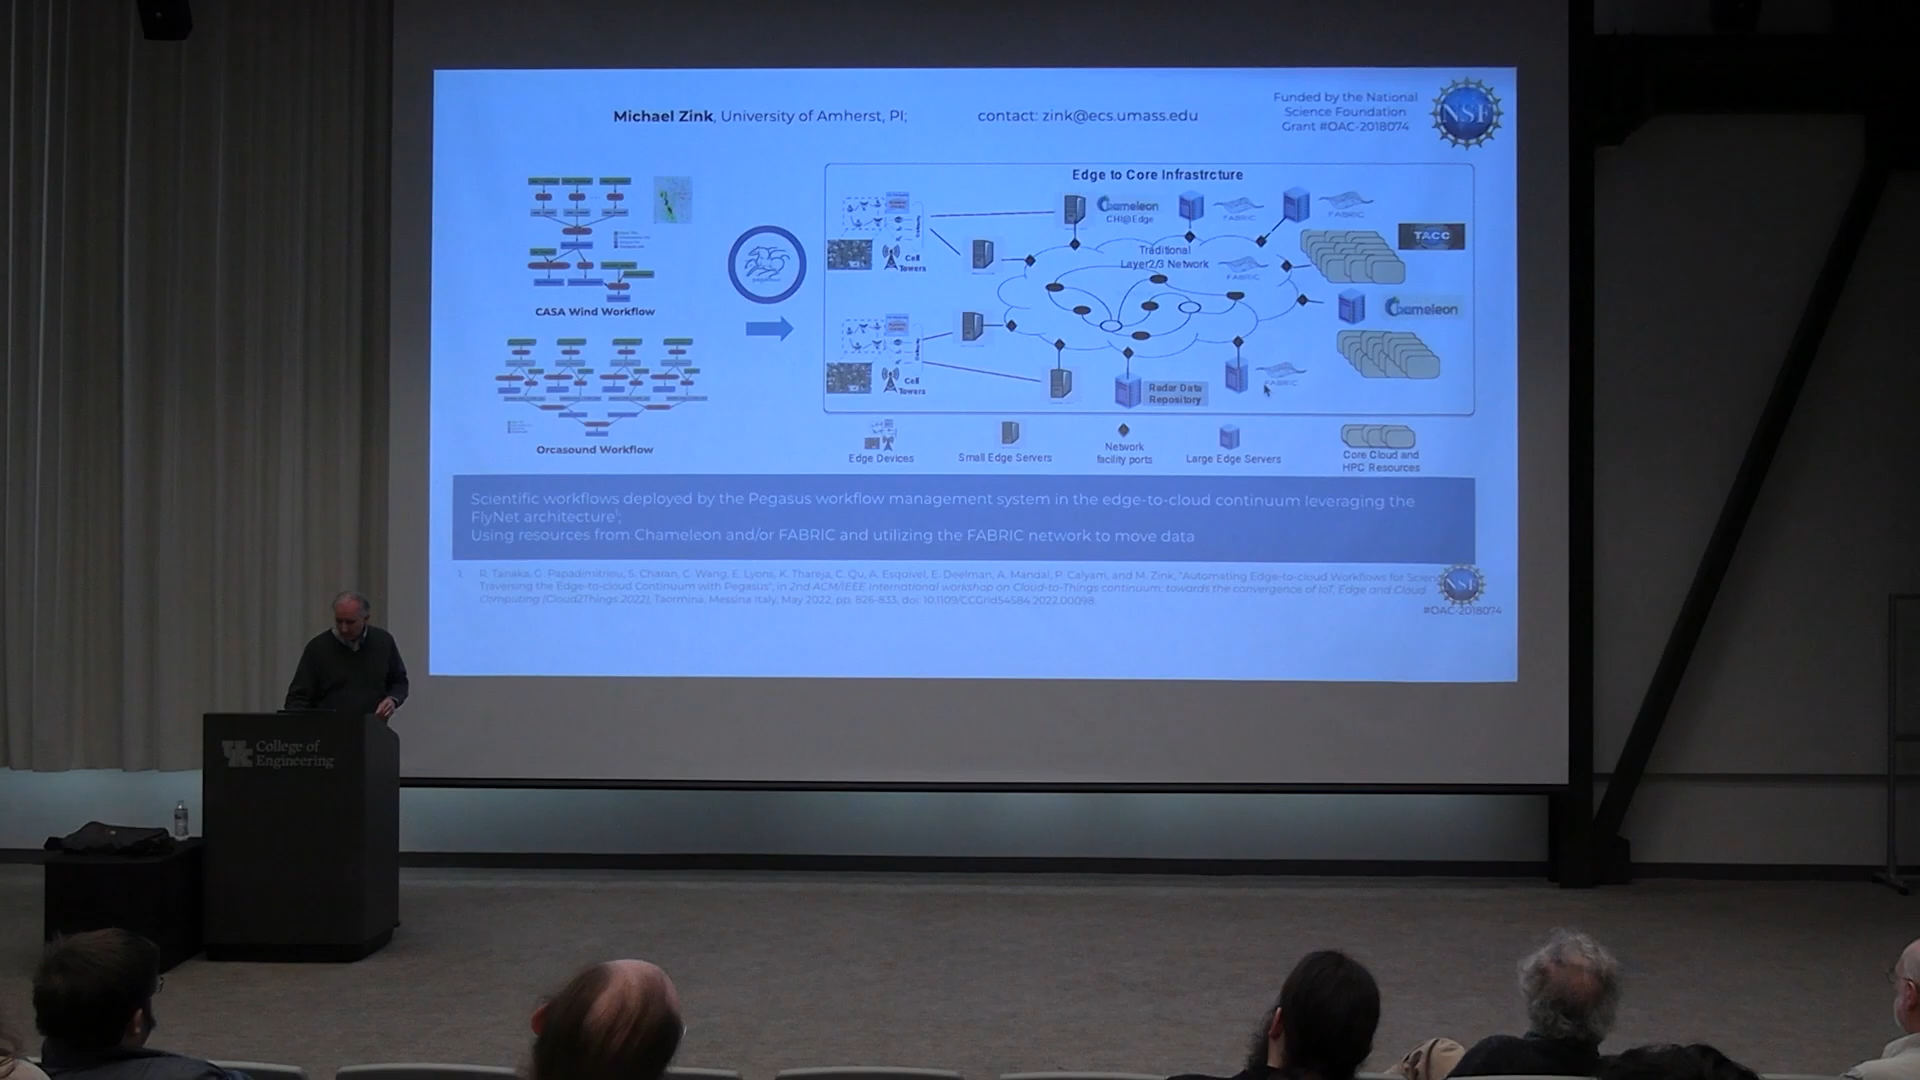 Michael Zink, University of Amherst, PI;
contact: zink@ecs.umass.edu
Funded by the National
Science Foundation
Grant #OAC-2018074
NSF
CASA Wind Workflow
Orcasound Workflow
Edge to Core Infrastrcture
Cell
Towers
Chameleon
CHI@Edge
FABRIC
FABRIC
TACC
Traditional
Layer2/3 Network
FABRIC
Chameleon
Cell
Towers
Radar Data
Repository
FABRIC
Edge Devices
Small Edge Servers
Network
facility ports
Large Edge Servers
Core Cloud and
HPC Resources
Scientific workflows deployed by the Pegasus workflow management system in the edge-to-cloud continuum leveraging the
FlyNet architecture¹;
Using resources from Chameleon and/or FABRIC and utilizing the FABRIC network to move data
1. R. Tanaka, G. Papadimitriou, S. Charan, C. Wang, E. Lyons, K. Thareja, C. Qu, A. Esquivel, E. Deelman, A. Mandal, P. Calyam, and M. Zink, "Automating Edge-to-cloud Workflows for Scien
Traversing the Edge-to-cloud Continuum with Pegasus", in 2nd ACM/IEEE International workshop on Cloud-to-Things continuum: towards the convergence of IoT, Edge and Cloud
Computing (Cloud2Things 2022), Taormina, Messina Italy, May 2022, pp. 826-833, doi: 10.1109/CCGrid54584.2022.00098.
NSF
#OAC-2018074
UK College of
Engineering